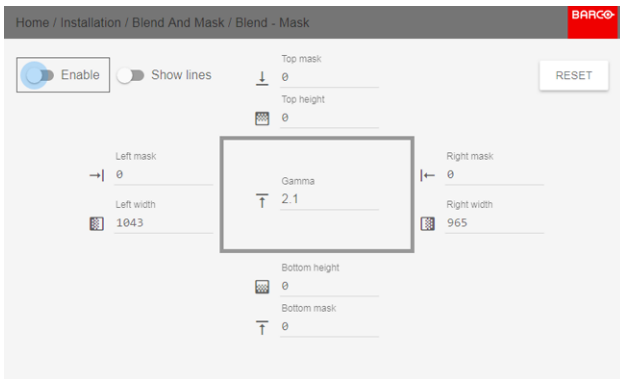 Home / Installation / Blend And Mask / Blend - Mask
BARCO
Enable
Show lines
Top mask
0
RESET
Top height
0
Left mask
0
Gamma
2.1
Right mask
0
Left width
1043
Right width
965
Bottom height
0
Bottom mask
0